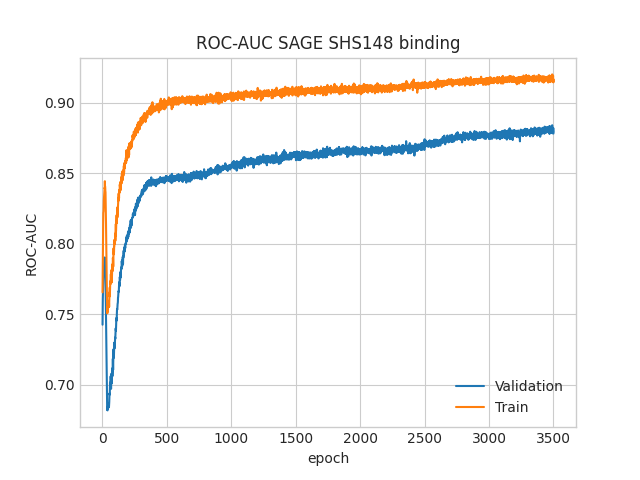 ROC-AUC SAGE SHS148 binding
ROC-AUC
0.90
0.85
0.80
0.75
0.70
Validation
Train
0 500 1000 1500 2000 2500 3000 3500
epoch